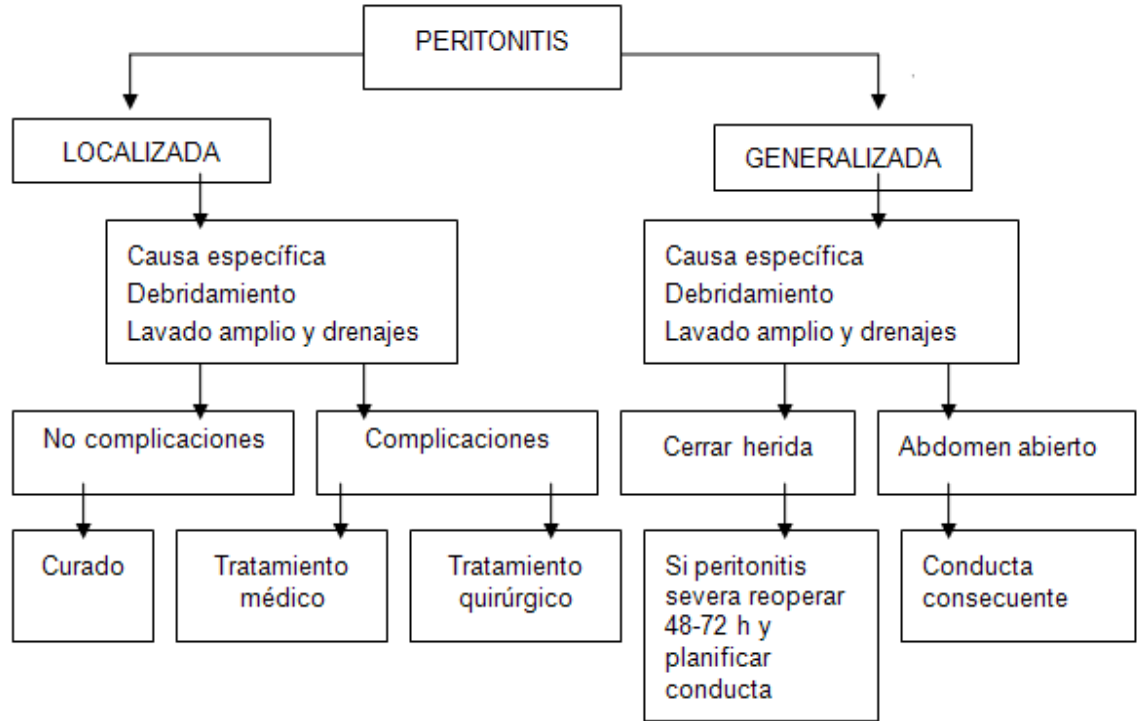 PERITONITIS
LOCALIZADA
GENERALIZADA
Causa específica
Debridamiento
Lavado amplio y drenajes
Causa específica
Debridamiento
Lavado amplio y drenajes
No complicaciones
Complicaciones
Cerrar herida
Abdomen abierto
Curado
Tratamiento
médico
Tratamiento
quirúrgico
Si peritonitis
severa reoperar
48-72 h y
planificar
conducta
Conducta
consecuente